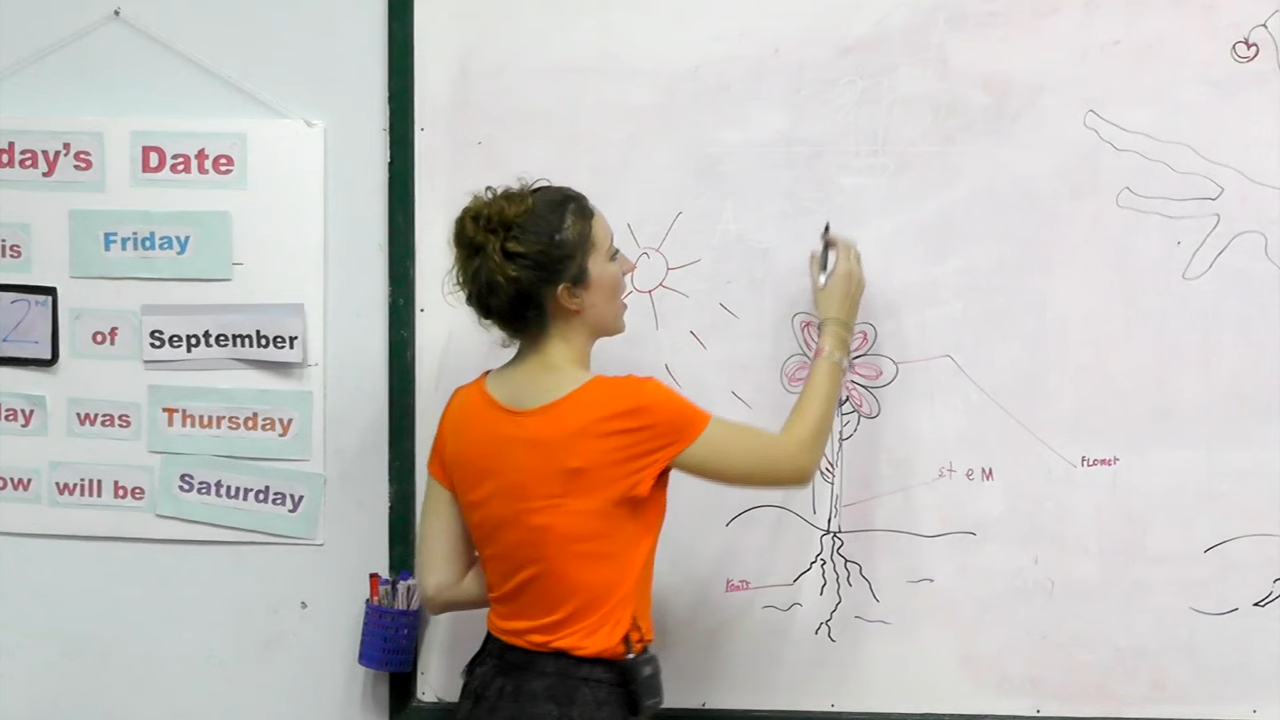 day's Date
is Friday
2nd of September
day was Thursday
ow will be Saturday
steM
FLOWER
ROOTS